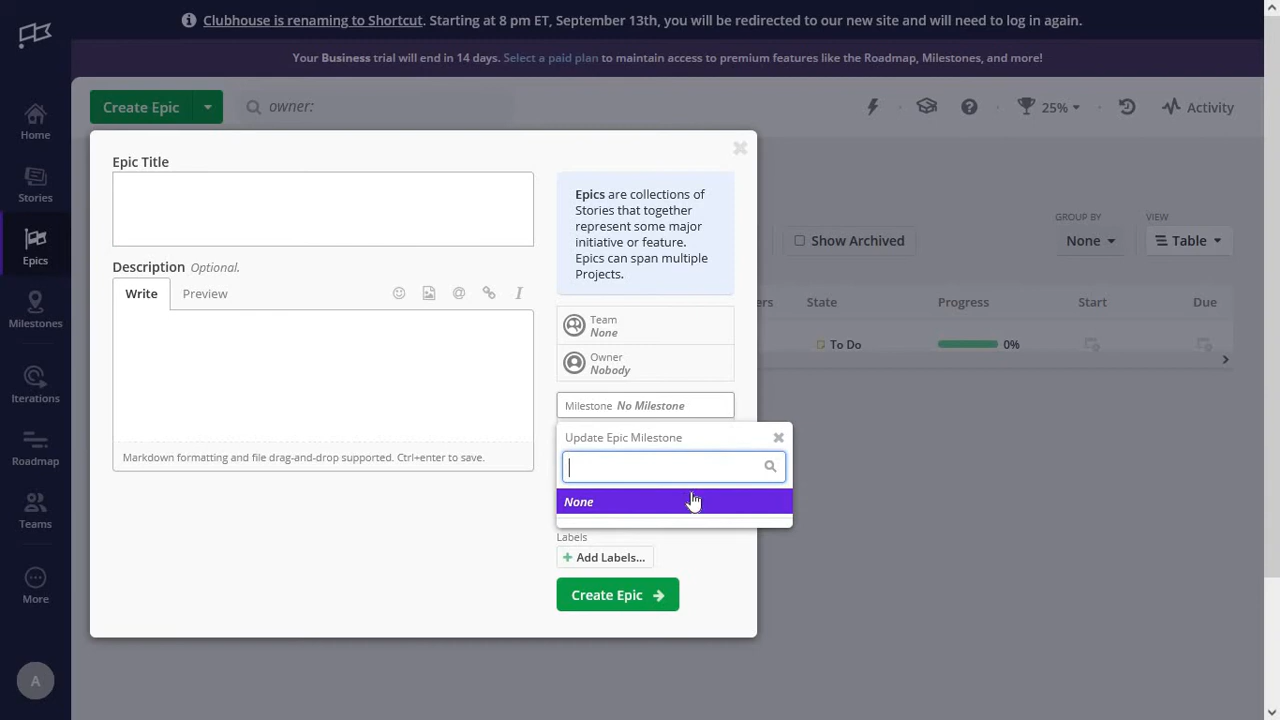 Clubhouse is renaming to Shortcut. Starting at 8 pm ET, September 13th, you will be redirected to our new site and will need to log in again.
Your Business trial will end in 14 days. Select a paid plan to maintain access to premium features like the Roadmap, Milestones, and more!
Home
Stories
Epics
Milestones
Iterations
Roadmap
Teams
More
A
Create Epic
owner:
25%
Activity
Epic Title
Description Optional.
Write
Preview
Markdown formatting and file drag-and-drop supported. Ctrl+enter to save.
Epics are collections of
Stories that together
represent some major
initiative or feature.
Epics can span multiple
Projects.
Team
None
Owner
Nobody
Milestone No Milestone
Update Epic Milestone
None
Labels
+ Add Labels...
Create Epic
Show Archived
GROUP BY
None
VIEW
Table
ers
State
Progress
Start
Due
To Do
0%